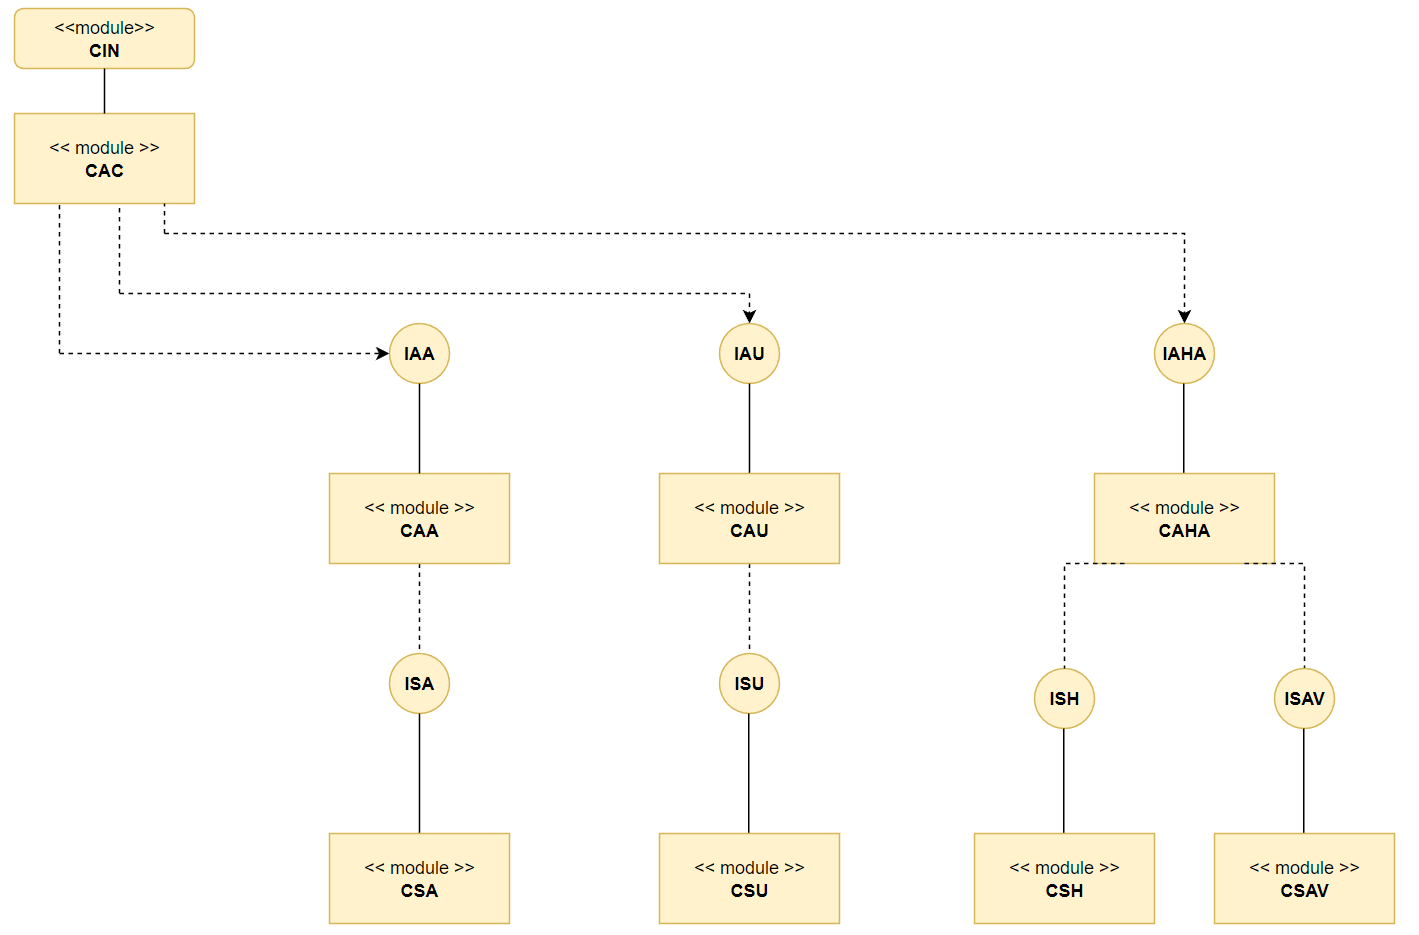 <<module>>
CIN
<< module >>
CAC
IAA
IAU
IAHA
<< module >>
CAA
<< module >>
CAU
<< module >>
CAHA
ISA
ISU
ISH
ISAV
<< module >>
CSA
<< module >>
CSU
<< module >>
CSH
<< module >>
CSAV